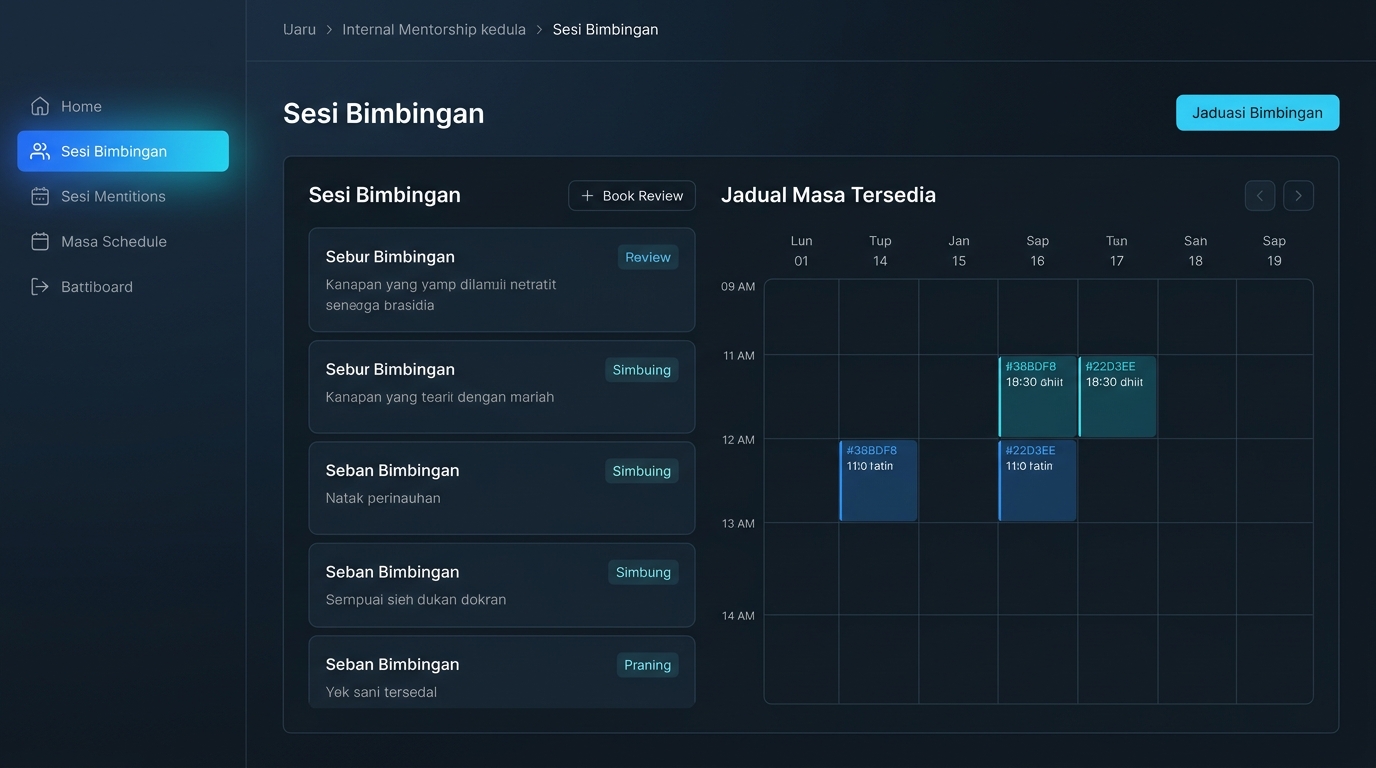 Uaru > Internal Mentorship kedula > Sesi Bimbingan
Home
Sesi Bimbingan
Sesi Mentitions
Masa Schedule
Battiboard
Sesi Bimbingan
Jaduasi Bimbingan
Sesi Bimbingan
+ Book Review
Sebur Bimbingan
Review
Kanapan yang yamp dilamuli netratit
senegga brasidia
Sebur Bimbingan
Simbuing
Kanapan yang tearii dengan mariah
Seban Bimbingan
Simbuing
Natak perinauhan
Seban Bimbingan
Simbung
Sempuai sieh dukan dokran
Seban Bimbingan
Praning
Yek sani tersedal
Jadual Masa Tersedia
Lun Tup Jan Sap Tun San Sap
01 14 15 16 17 18 19
09 AM
11 AM
#38BDF8 #22D3EE
18:30 dhiit 18:30 dhiit
12 AM
#38BDF8 #22D3EE
11:0 tatin 11:0 tatin
13 AM
14 AM